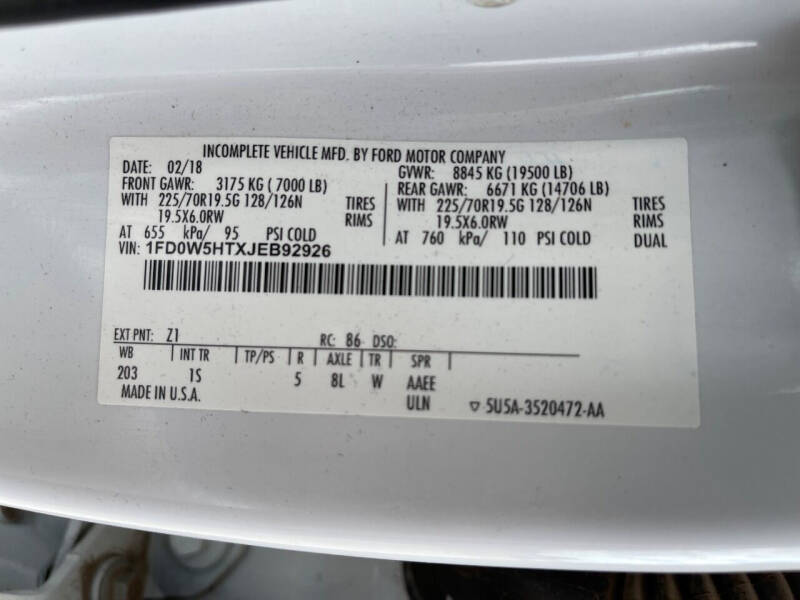 INCOMPLETE VEHICLE MFD. BY FORD MOTOR COMPANY
DATE: 02/18 GVWR: 8845 KG (19500 LB)
FRONT GAWR: 3175 KG ( 7000 LB) REAR GAWR: 6671 KG (14706 LB)
WITH 225/70R19.5G 128/126N TIRES WITH 225/70R19.5G 128/126N TIRES
19.5X6.0RW RIMS 19.5X6.0RW RIMS
AT 655 kPa/ 95 PSI COLD AT 760 kPa/ 110 PSI COLD DUAL
VIN: 1FD0W5HTXJEB92926
EXT PNT: Z1 RC: 86 DSO:
WB INT TR TP/PS R AXLE TR SPR
203 1S 5 8L W AAEE
MADE IN U.S.A. ULN ▽ 5U5A-3520472-AA